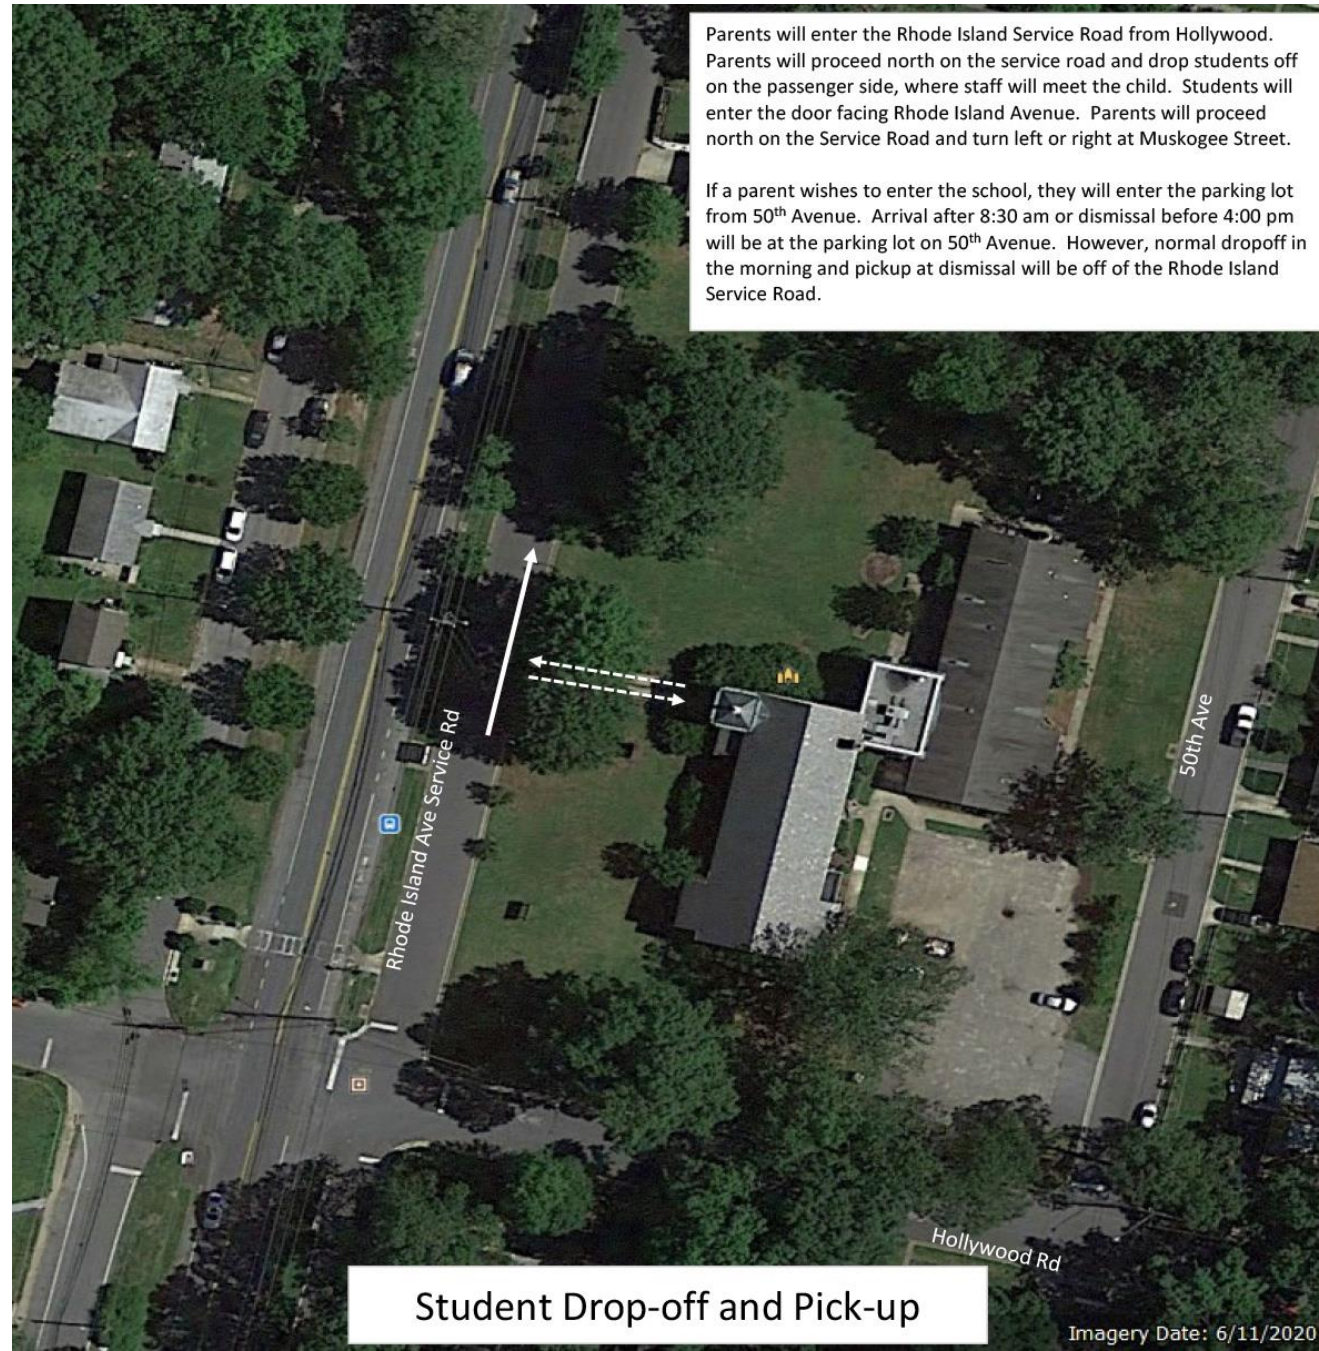 Parents will enter the Rhode Island Service Road from Hollywood.
Parents will proceed north on the service road and drop students off
on the passenger side, where staff will meet the child.  Students will
enter the door facing Rhode Island Avenue.  Parents will proceed
north on the Service Road and turn left or right at Muskogee Street.
If a parent wishes to enter the school, they will enter the parking lot
from 50th Avenue.  Arrival after 8:30 am or dismissal before 4:00 pm
will be at the parking lot on 50th Avenue.  However, normal dropoff in
the morning and pickup at dismissal will be off of the Rhode Island
Service Road.
Rhode Island Ave Service Rd
50th Ave
Hollywood Rd
Student Drop-off and Pick-up
Imagery Date: 6/11/2020